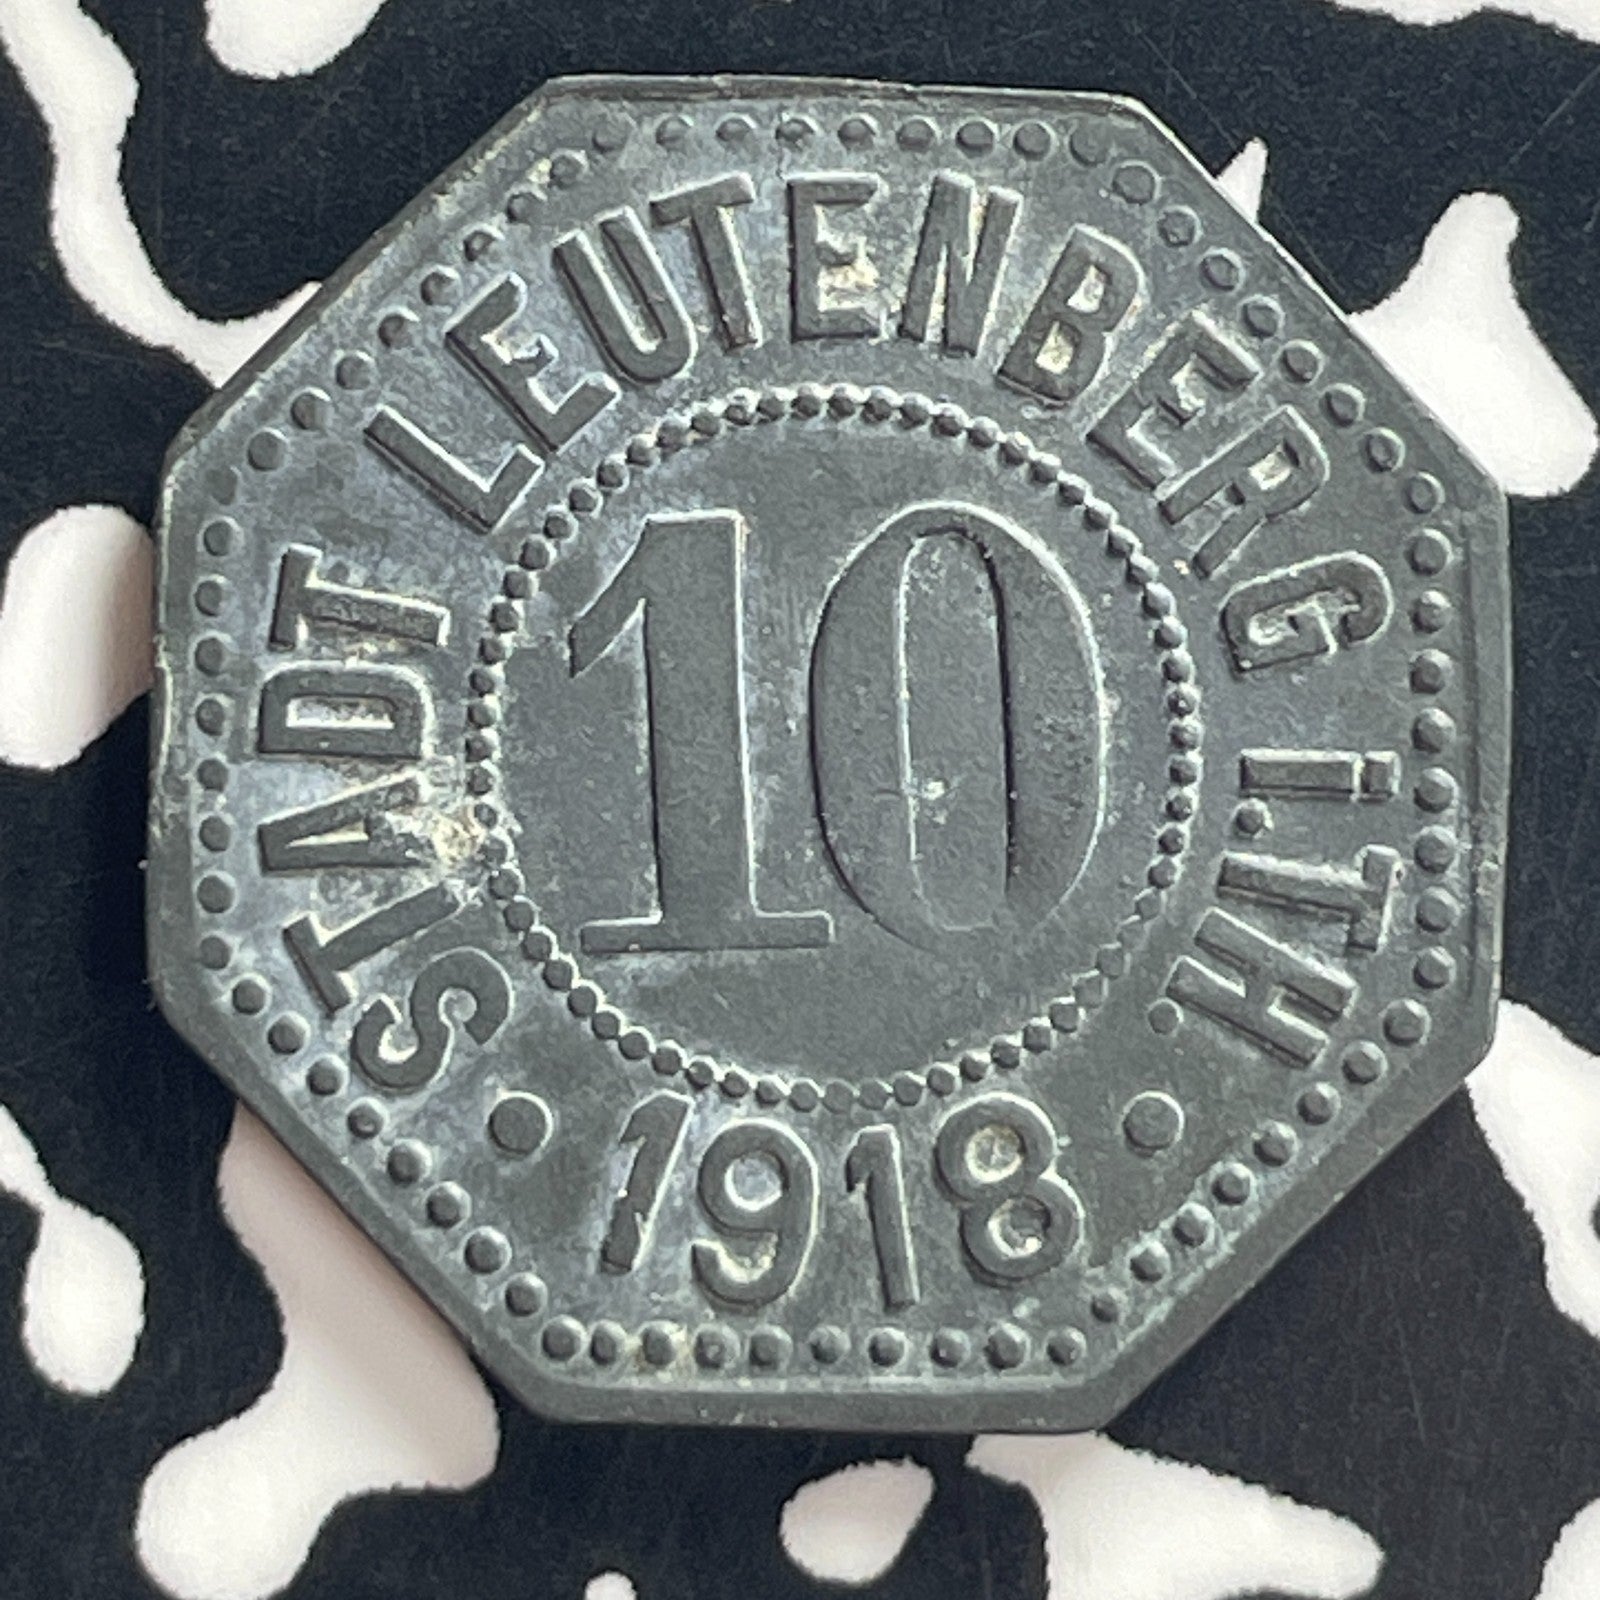 STADT LEUTENBERG i.TH.
10
• 1918 •